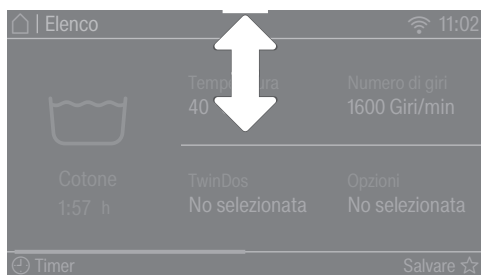 | Elenco 11:02
Temperatura Numero di giri
40 1600 Giri/min
Cotone TwinDos Opzioni
1:57 h No selezionata No selezionata
Timer Salvare